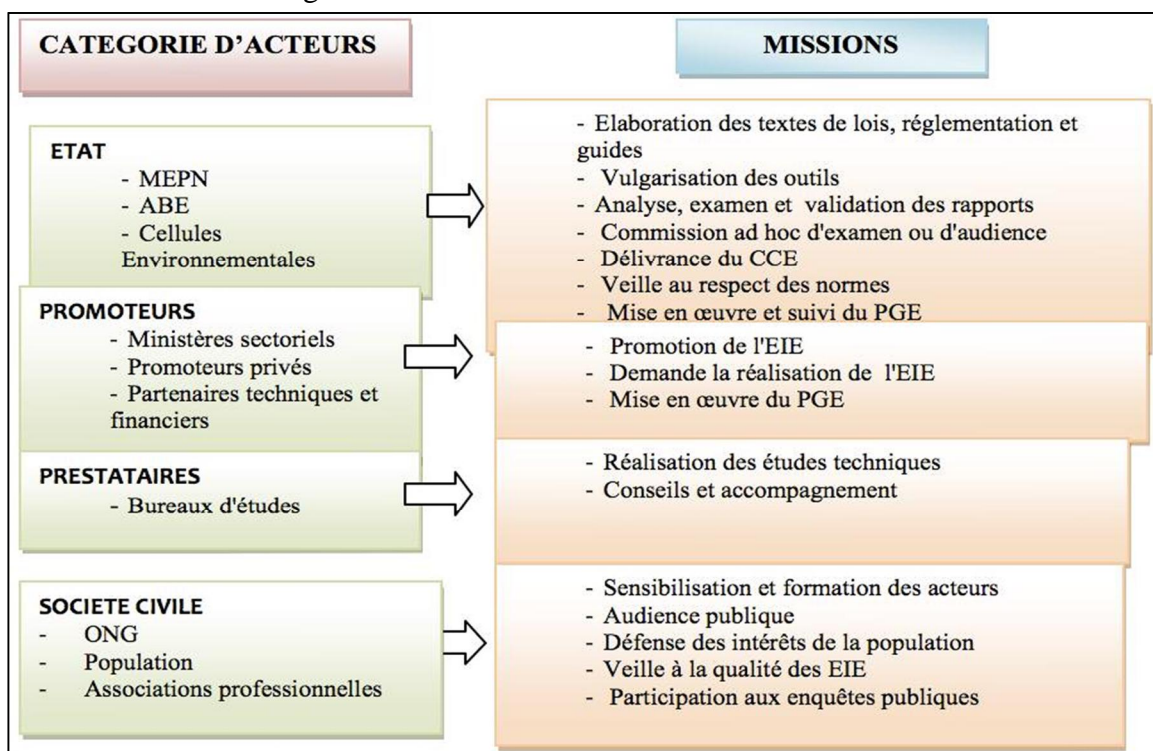 CATEGORIE D'ACTEURS
MISSIONS
ETAT
- MEPN
- ABE
- Cellules
Environnementales
- Elaboration des textes de lois, réglementation et
guides
- Vulgarisation des outils
- Analyse, examen et validation des rapports
- Commission ad hoc d'examen ou d'audience
- Délivrance du CCE
- Veille au respect des normes
- Mise en œuvre et suivi du PGE
PROMOTEURS
- Ministères sectoriels
- Promoteurs privés
- Partenaires techniques et
financiers
- Promotion de l'EIE
- Demande la réalisation de l'EIE
- Mise en œuvre du PGE
PRESTATAIRES
- Bureaux d'études
- Réalisation des études techniques
- Conseils et accompagnement
SOCIETE CIVILE
- ONG
- Population
- Associations professionnelles
- Sensibilisation et formation des acteurs
- Audience publique
- Défense des intérêts de la population
- Veille à la qualité des EIE
- Participation aux enquêtes publiques